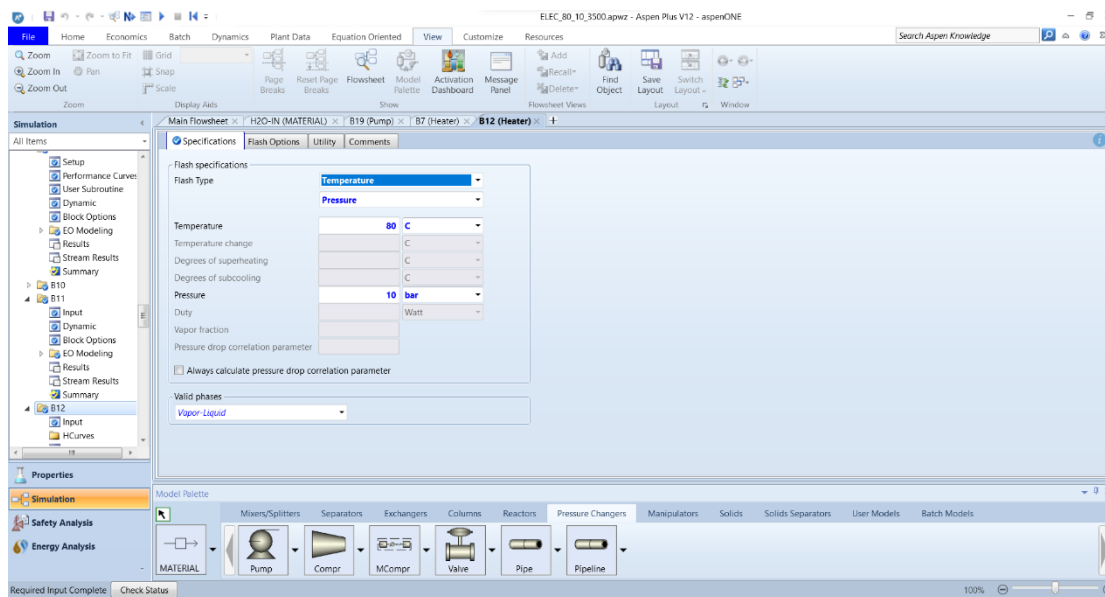 ELEC_80_10_3500.apwz - Aspen Plus V12 - aspenONE
File Home Economics Batch Dynamics Plant Data Equation Oriented View Customize Resources Search Aspen Knowledge
Zoom Zoom to Fit Grid Add
Zoom In Pan Snap Recall
Zoom Out Scale Delete
Page Breaks Reset Page Breaks Flowsheet Model Palette Activation Dashboard Message Panel Find Object Save Layout Switch Layout
Zoom Display Aids Show Flowsheet Views Layout Window
Simulation Main Flowsheet H2O-IN (MATERIAL) B19 (Pump) B7 (Heater) B12 (Heater)
All Items Specifications Flash Options Utility Comments
Setup
Performance Curves
User Subroutine
Dynamic
Block Options
EO Modeling
Results
Stream Results
Summary
B10
B11
Input
Dynamic
Block Options
EO Modeling
Results
Stream Results
Summary
B12
Input
HCurves
Flash specifications
Flash Type Temperature
Pressure
Temperature 80 C
Temperature change C
Degrees of superheating C
Degrees of subcooling C
Pressure 10 bar
Duty Watt
Vapor fraction
Pressure drop correlation parameter
Always calculate pressure drop correlation parameter
Valid phases
Vapor-Liquid
Properties
Simulation
Safety Analysis
Energy Analysis
Model Palette
Mixers/Splitters Separators Exchangers Columns Reactors Pressure Changers Manipulators Solids Solids Separators User Models Batch Models
MATERIAL Pump Compr MCompr Valve Pipe Pipeline
Required Input Complete Check Status 100%